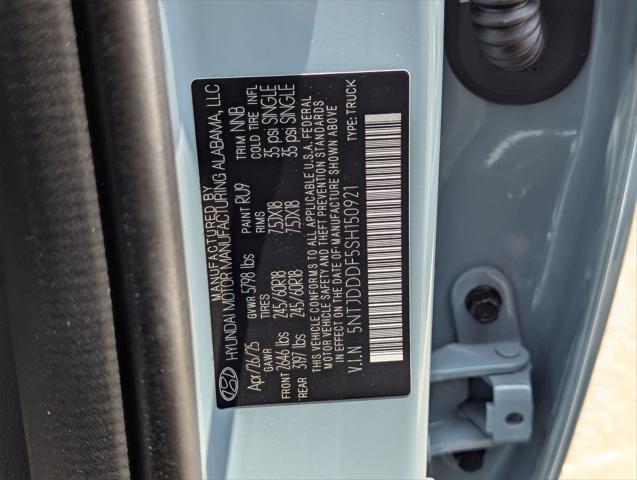 MANUFACTURED BY
HYUNDAI MOTOR MANUFACTURING ALABAMA, LLC
Apr/26/25 GVWR 5798 lbs PAINT RU9 TRIM NNB
GAWR TIRES RIMS COLD TIRE INFL
FRONT 2646 lbs 245/60R18 7.5JX18 35 psi SINGLE
REAR 3197 lbs 245/60R18 7.5JX18 35 psi SINGLE
THIS VEHICLE CONFORMS TO ALL APPLICABLE U.S.A. FEDERAL
MOTOR VEHICLE SAFETY AND THEFT PREVENTION STANDARDS
IN EFFECT ON THE DATE OF MANUFACTURE SHOWN ABOVE
V.I.N 5NTJDDDF5SH150921 TYPE: TRUCK